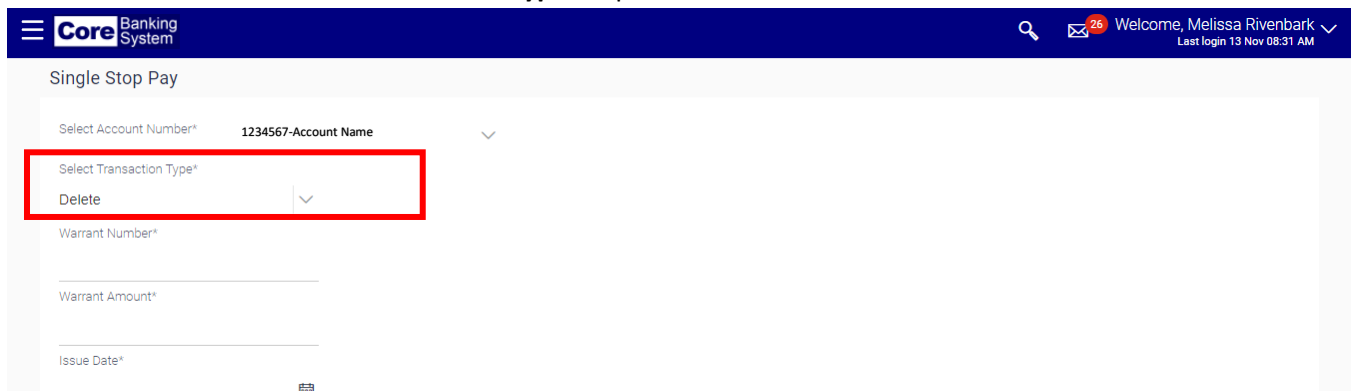 Core Banking System
26
Welcome, Melissa Rivenbark
Last login 13 Nov 08:31 AM
Single Stop Pay
Select Account Number* 1234567-Account Name
Select Transaction Type*
Delete
Warrant Number*
Warrant Amount*
Issue Date*